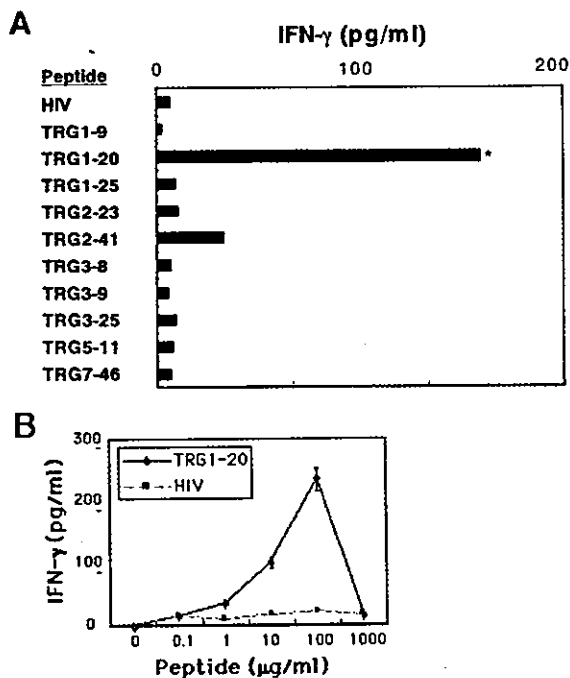 A
IFN-γ (pg/ml)
Peptide
0 100 200
HIV
TRG1-9
TRG1-20 *
TRG1-25
TRG2-23
TRG2-41
TRG3-8
TRG3-9
TRG3-25
TRG5-11
TRG7-46
B
300
200
100
0
IFN-γ (pg/ml)
TRG1-20
HIV
0 0.1 1 10 100 1000
Peptide (μg/ml)